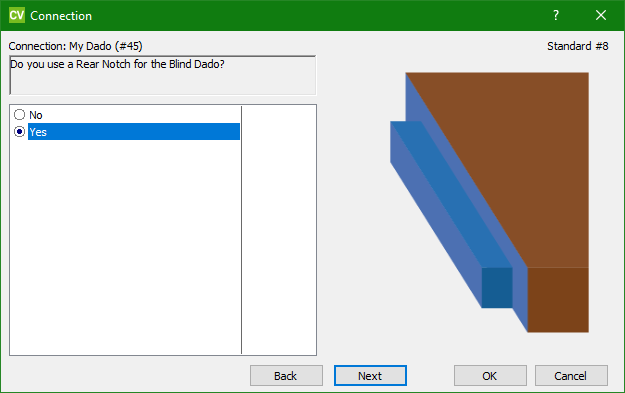 CV Connection ? X
Connection: My Dado (#45) Standard #8
Do you use a Rear Notch for the Blind Dado?
No
Yes
Back Next OK Cancel